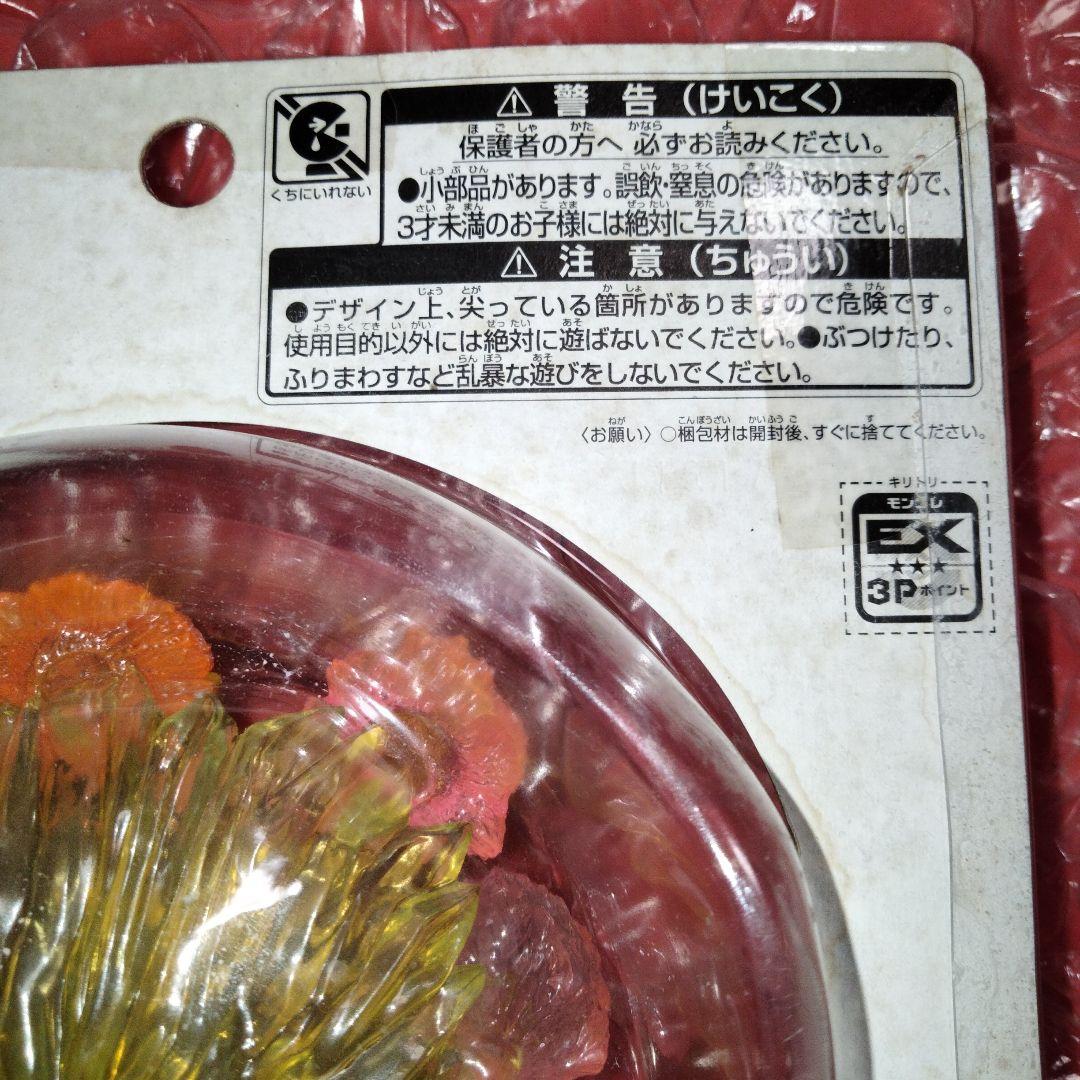 ⚠ 警告(けいこく)
保護者の方へ 必ずお読みください。
●小部品があります。誤飲・窒息の危険がありますので、
3才未満のお子様には絶対に与えないでください。
くちにいれない
⚠ 注意(ちゅうい)
●デザイン上、尖っている箇所がありますので危険です。
使用目的以外には絶対に遊ばないでください。●ぶつけたり、
ふりまわすなど乱暴な遊びをしないでください。
〈お願い〉○梱包材は開封後、すぐに捨ててください。
キリトリ
モンコレ
EX
★★★
3Pポイント